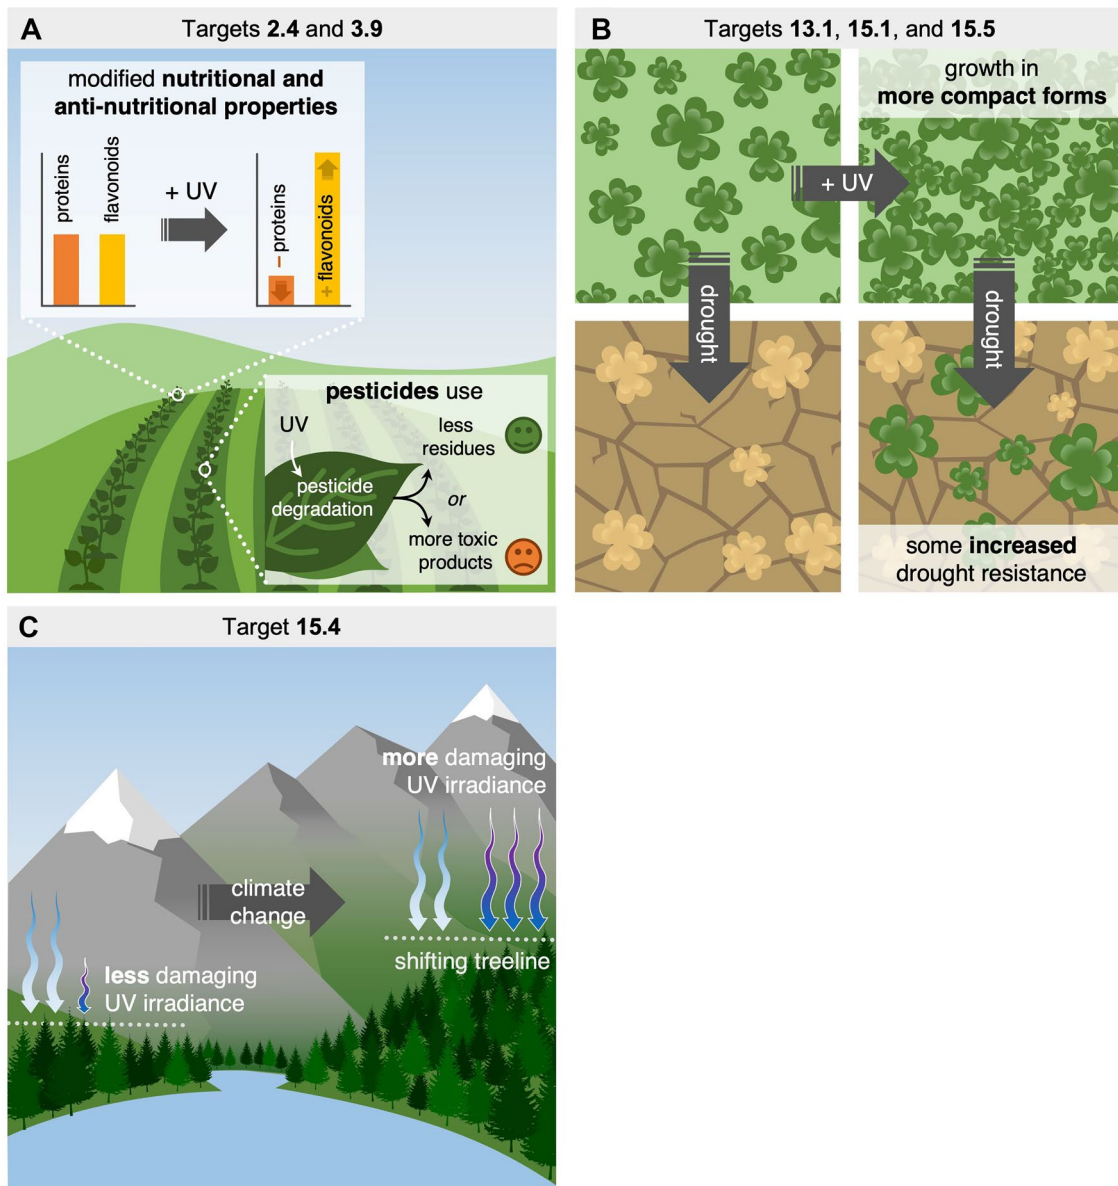 A
Targets 2.4 and 3.9
modified nutritional and
anti-nutritional properties
proteins
flavonoids
+ UV
– proteins
+ flavonoids
pesticides use
UV
pesticide
degradation
less
residues
or
more toxic
products
B
Targets 13.1, 15.1, and 15.5
growth in
more compact forms
+ UV
drought
drought
some increased
drought resistance
C
Target 15.4
more damaging
UV irradiance
climate
change
shifting treeline
less damaging
UV irradiance